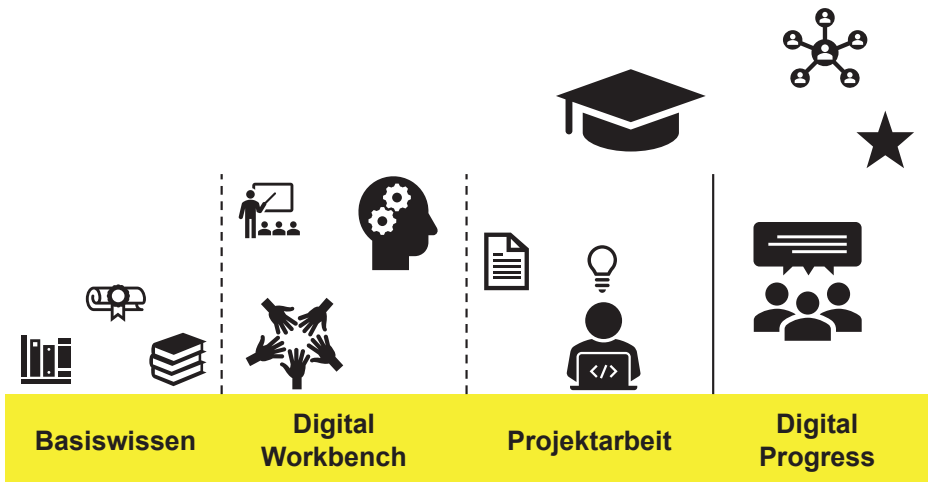 </>
Basiswissen
Digital
Workbench
Projektarbeit
Digital
Progress